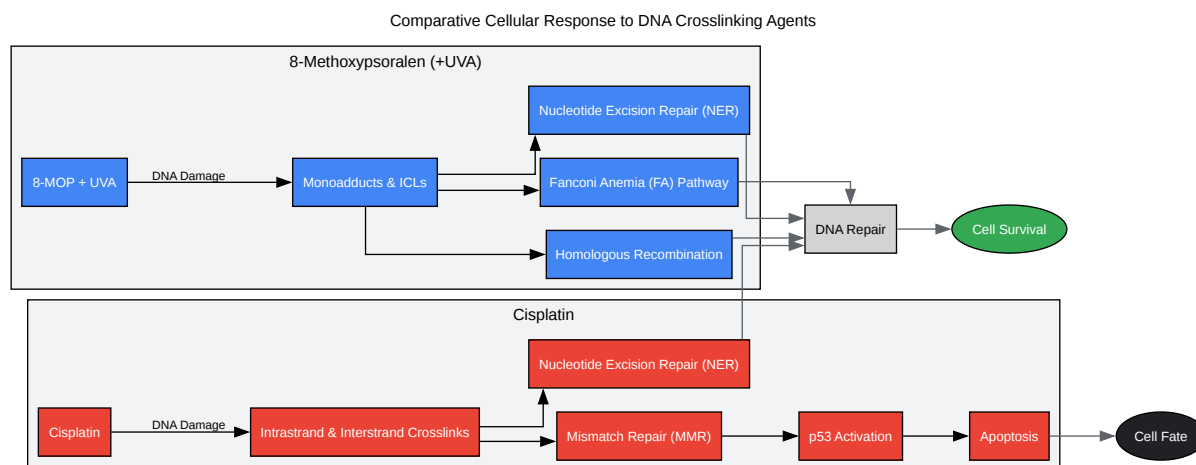 Comparative Cellular Response to DNA Crosslinking Agents
8-Methoxypsoralen (+UVA)
Nucleotide Excision Repair (NER)
8-MOP + UVA
DNA Damage
Monoadducts & ICLs
Fanconi Anemia (FA) Pathway
DNA Repair
Cell Survival
Homologous Recombination
Cisplatin
Nucleotide Excision Repair (NER)
Cisplatin
DNA Damage
Intrastrand & Interstrand Crosslinks
Mismatch Repair (MMR)
p53 Activation
Apoptosis
Cell Fate